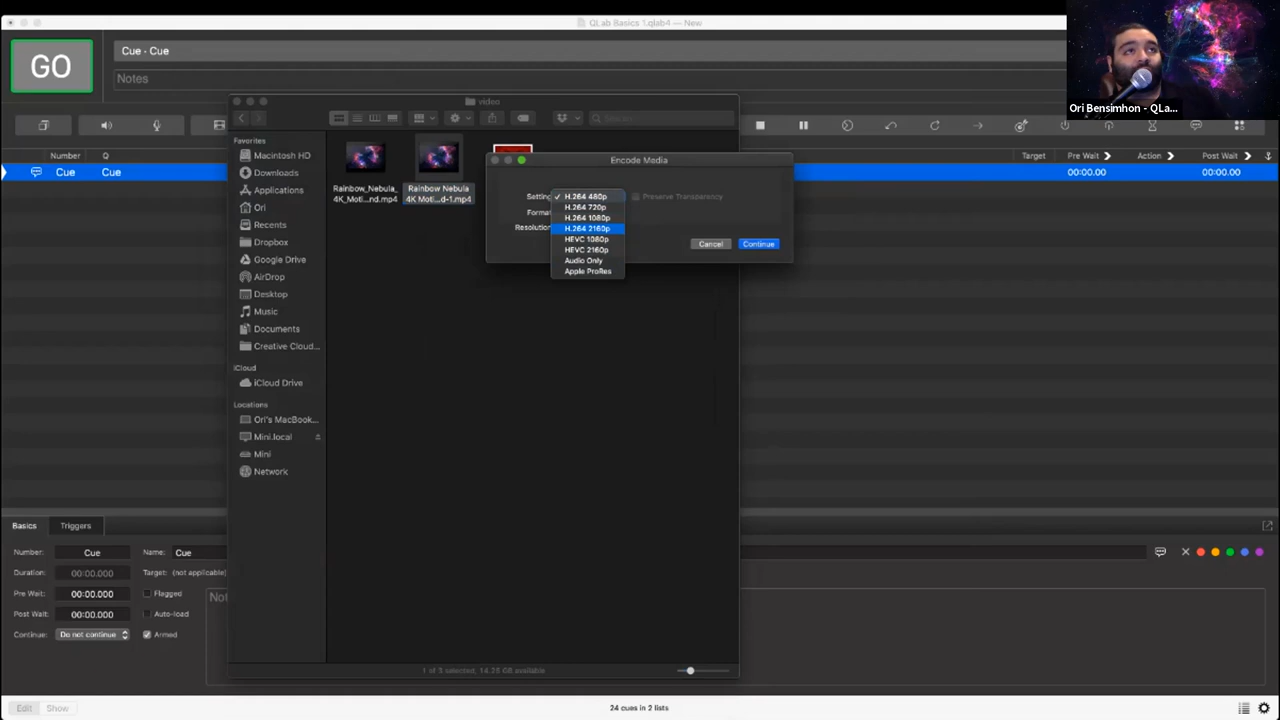 QLab Basics 1.qlab4 — New
GO
Cue - Cue
Notes
Ori Bensimhon - QLa...
video
Number
Q
Target
Pre Wait
Action
Post Wait
Cue
Cue
00:00.00
00:00.00
Favorites
Macintosh HD
Downloads
Applications
Ori
Recents
Dropbox
Google Drive
AirDrop
Desktop
Music
Documents
Creative Cloud...
iCloud
iCloud Drive
Locations
Ori's MacBook...
Mini.local
Mini
Network
Rainbow_Nebula_
4K_Moti...nd.mp4
Rainbow Nebula
4K Moti...d-1.mp4
Encode Media
Setting
Format
Resolution
H.264 480p
H.264 720p
H.264 1080p
H.264 2160p
HEVC 1080p
HEVC 2160p
Audio Only
Apple ProRes
Preserve Transparency
Cancel
Continue
1 of 3 selected, 14.25 GB available
Basics
Triggers
Number:
Cue
Name:
Cue
Duration:
00:00.000
Target:
(not applicable)
Pre Wait:
00:00.000
Flagged
Post Wait:
00:00.000
Auto-load
Continue:
Do not continue
Armed
Edit
Show
24 cues in 2 lists